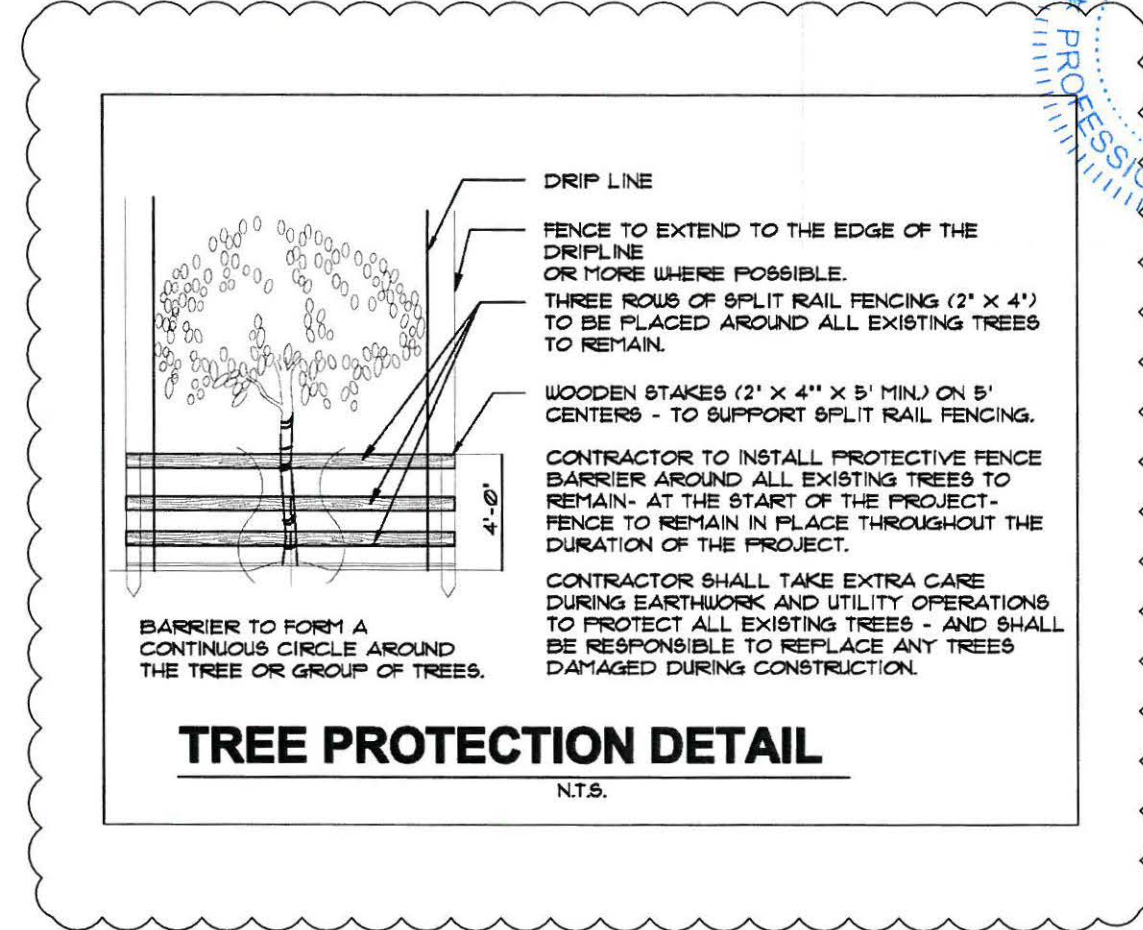 PROFESSIO
DRIP LINE
FENCE TO EXTEND TO THE EDGE OF THE
DRIPLINE
OR MORE WHERE POSSIBLE.
THREE ROWS OF SPLIT RAIL FENCING (2" X 4")
TO BE PLACED AROUND ALL EXISTING TREES
TO REMAIN.
WOODEN STAKES (2" X 4" X 5' MIN.) ON 5'
CENTERS - TO SUPPORT SPLIT RAIL FENCING.
CONTRACTOR TO INSTALL PROTECTIVE FENCE
BARRIER AROUND ALL EXISTING TREES TO
REMAIN- AT THE START OF THE PROJECT-
FENCE TO REMAIN IN PLACE THROUGHOUT THE
DURATION OF THE PROJECT.
CONTRACTOR SHALL TAKE EXTRA CARE
DURING EARTHWORK AND UTILITY OPERATIONS
TO PROTECT ALL EXISTING TREES - AND SHALL
BE RESPONSIBLE TO REPLACE ANY TREES
DAMAGED DURING CONSTRUCTION.
4'-0"
BARRIER TO FORM A
CONTINUOUS CIRCLE AROUND
THE TREE OR GROUP OF TREES.
TREE PROTECTION DETAIL
N.T.S.